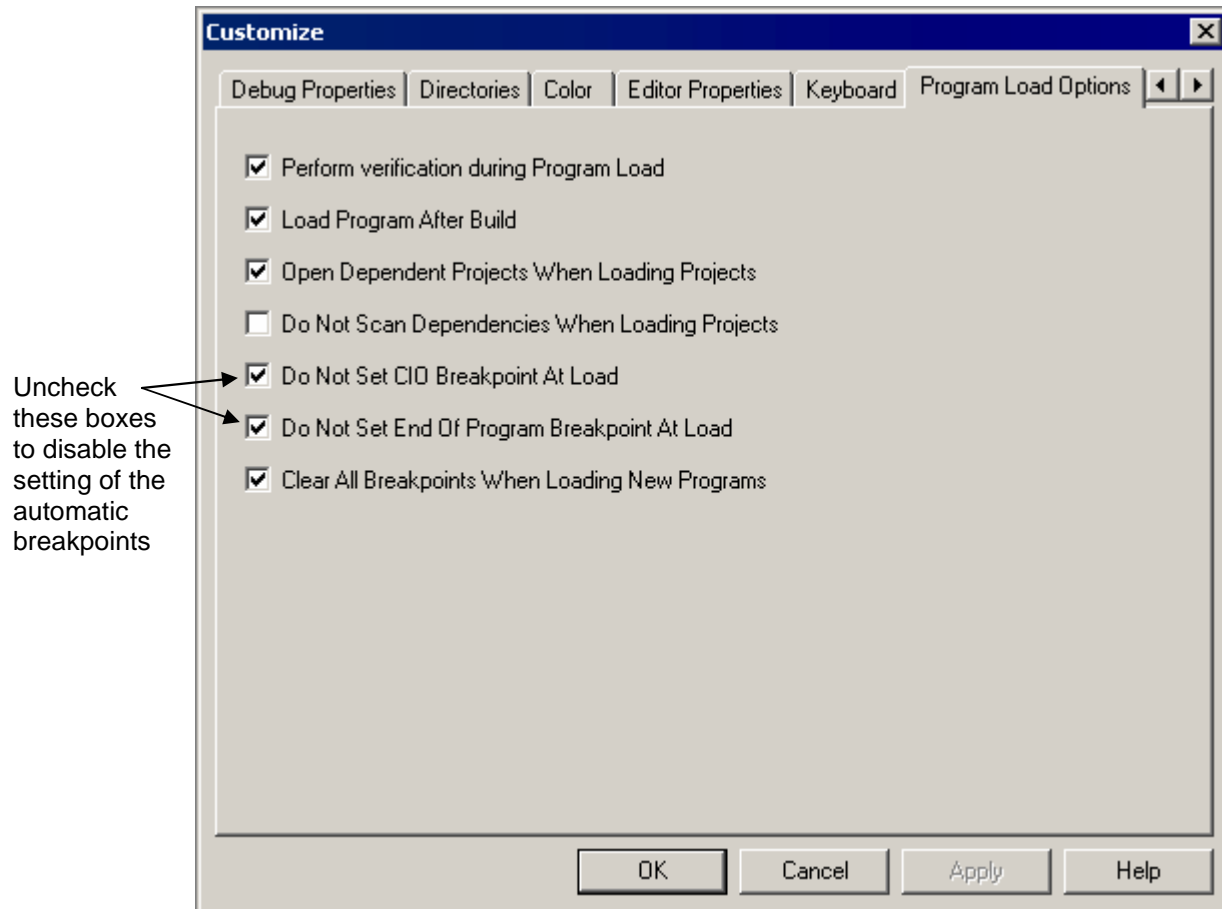 Customize
Debug Properties
Directories
Color
Editor Properties
Keyboard
Program Load Options
Perform verification during Program Load
Load Program After Build
Open Dependent Projects When Loading Projects
Do Not Scan Dependencies When Loading Projects
Do Not Set CIO Breakpoint At Load
Do Not Set End Of Program Breakpoint At Load
Clear All Breakpoints When Loading New Programs
Uncheck
these boxes
to disable the
setting of the
automatic
breakpoints
OK
Cancel
Apply
Help